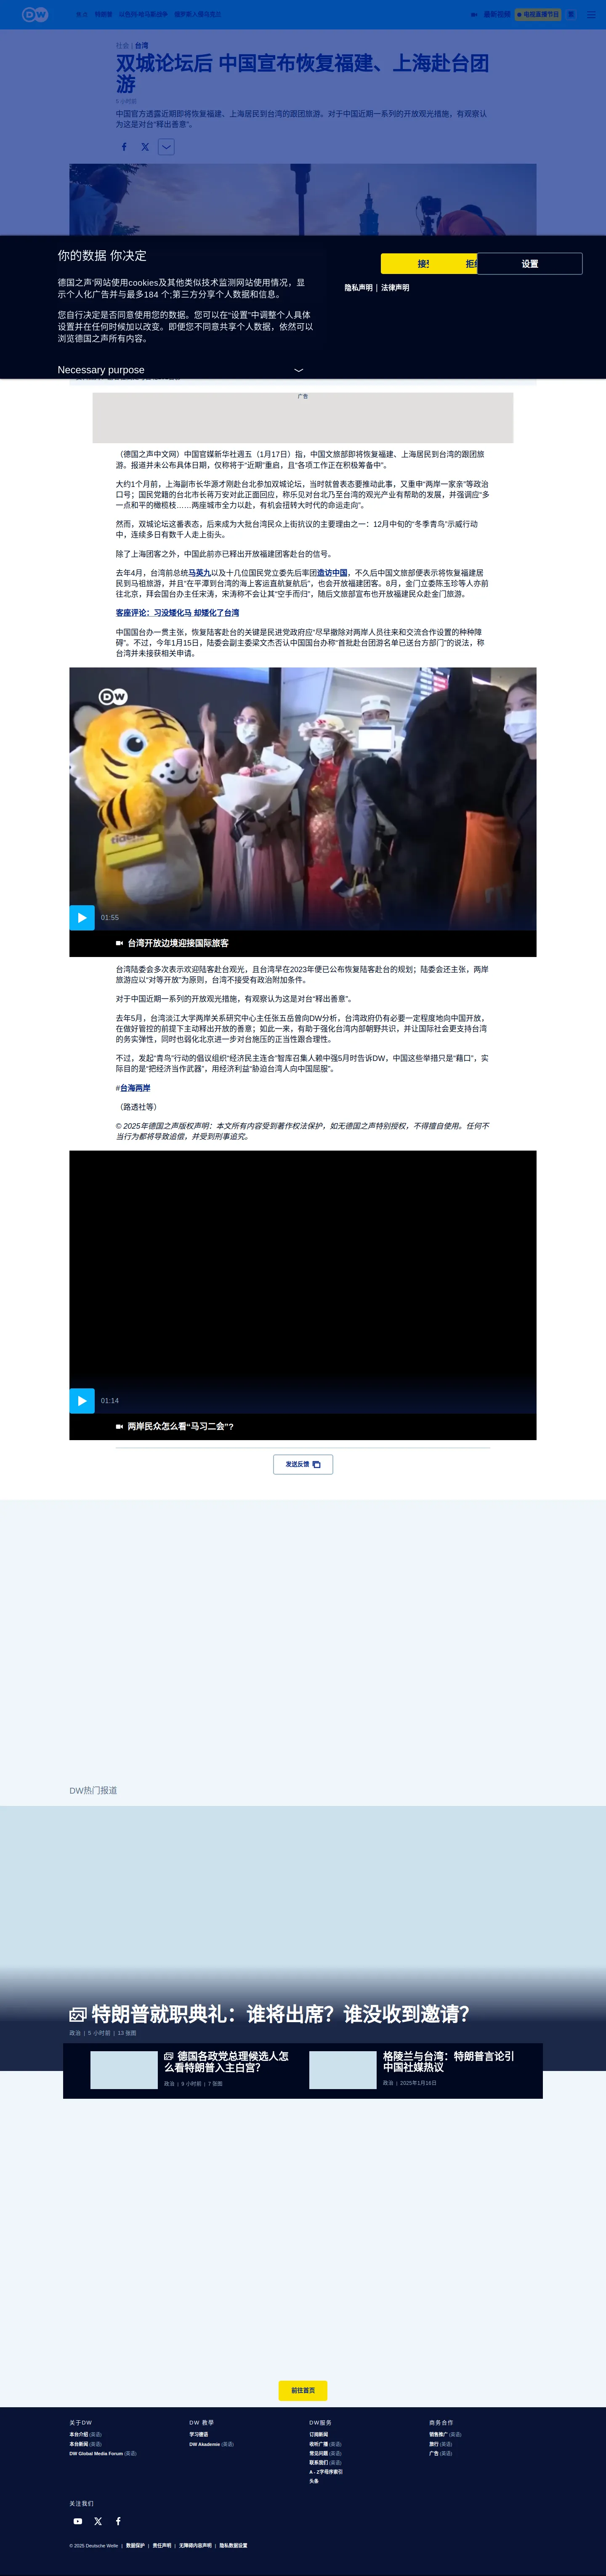 DW
特朗普
最新视频
电视直播节目
繁
社会 | 台湾
双城论坛后 中国宣布恢复福建、上海赴台团
游
中国官方透露近期即将恢复福建、上海居民到台湾的跟团旅游。对于中国近期一系列的开放观光措施，有观察认
为这是对台“释出善意”。
你的数据 你决定
德国之声‘网站使用cookies及其他类似技术监测网站使用情况，显
示个人化广告并与最多184 个;第三方分享个人数据和信息。
您自行决定是否同意使用您的数据。您可以在“设置”中调整个人具体
设置并在任何时候加以改变。即便您不同意共享个人数据，依然可以
浏览德国之声所有内容。
Necessary purpose
设置
隐私声明 | 法律声明
广告
（德国之声中文网）中国官媒新华社週五（1月17日）指，中国文旅部即将恢复福建、上海居民到台湾的跟团旅
游。报道并未公布具体日期，仅称将于“近期”重启，且“各项工作正在积极筹备中”。
大约1个月前，上海副市长华源才刚赴台北参加双城论坛，当时就曾表态要推动此事，又重申“两岸一家亲”等政治
口号；国民党籍的台北市长蒋万安对此正面回应，称乐见对台北乃至台湾的观光产业有帮助的发展，并强调应“多
一点和平的橄榄枝……两座城市全力以赴，有机会扭转大时代的命运走向”。
然而，双城论坛这番表态，后来成为大批台湾民众上街抗议的主要理由之一：12月中旬的“冬季青鸟”示威行动
中，连续多日有数千人走上街头。
除了上海团客之外，中国此前亦已释出开放福建团客赴台的信号。
去年4月，台湾前总统马英九以及十几位国民党立委先后率团造访中国，不久后中国文旅部便表示将恢复福建居
民到马祖旅游，并且“在平潭到台湾的海上客运直航复航后”，也会开放福建团客。8月，金门立委陈玉珍等人亦前
往北京，拜会国台办主任宋涛，宋涛称不会让其“空手而归”，随后文旅部宣布也开放福建民众赴金门旅游。
客座评论：习没矮化马 却矮化了台湾
中国国台办一贯主张，恢复陆客赴台的关键是民进党政府应“尽早撤除对两岸人员往来和交流合作设置的种种障
碍”。不过，今年1月15日，陆委会副主委梁文杰否认中国国台办“赴台团游名单已送台方部门”的说法，称
台湾并未接获相关申请。
DW
01:55
台湾开放边境迎接国际旅客
台湾陆委会多次表示欢迎陆客赴台观光，且台湾早在2023年便已公布恢复陆客赴台的规划；陆委会还主张，两岸
旅游应以“对等开放”为原则，台湾不接受有政治附加条件。
对于中国近期一系列的开放观光措施，有观察认为这是对台“释出善意”。
去年5月，台湾淡江大学两岸关系研究中心主任张五岳曾向DW分析，台湾政府仍有必要一定程度地向中国开放，
在做好管控的前提下主动释出开放的善意；如此一来，有助于强化台湾内部朝野共识，并让国际社会更支持台湾
的务实弹性，同时也弱化北京进一步对台施压的正当性跟合理性。
不过，发起“青鸟”行动的倡议组织“经济民主连合”智库召集人赖中强5月时告诉DW，中国这些举措只是“藉口”，实
际目的是“把经济当作武器”，用经济利益“胁迫台湾人向中国屈服”。
#台海两岸
（路透社等）
© 2025年德国之声版权声明：本文所有内容受到著作权法保护，如无德国之声特别授权，不得擅自使用。任何不
当行为都将导致追偿，并受到刑事追究。
01:14
两岸民众怎么看“马习二会”?
发送反馈
DW热门报道
特朗普就职典礼：谁将出席？谁没收到邀请？
政治 | 5 小时前 | 13 张图
德国各政党总理候选人怎
么看特朗普入主白宫？
政治 | 8 小时前 | 7 张图
格陵兰与台湾：特朗普言论引
中国社媒热议
政治 | 2025年1月16日
前往首页
关于DW
本台介绍 (英语)
本台新闻 (英语)
DW Global Media Forum (英语)
DW 教學
学习德语
DW Akademie (英语)
DW服务
订阅新闻
收听广播 (英语)
常见问题 (英语)
联系我们 (英语)
A - Z字母序索引
头条
商务合作
销售推广 (英语)
旅行 (英语)
广告 (英语)
关注我们
© 2025 Deutsche Welle | 数据保护 | 责任声明 | 无障碍内容声明 | 隐私数据设置